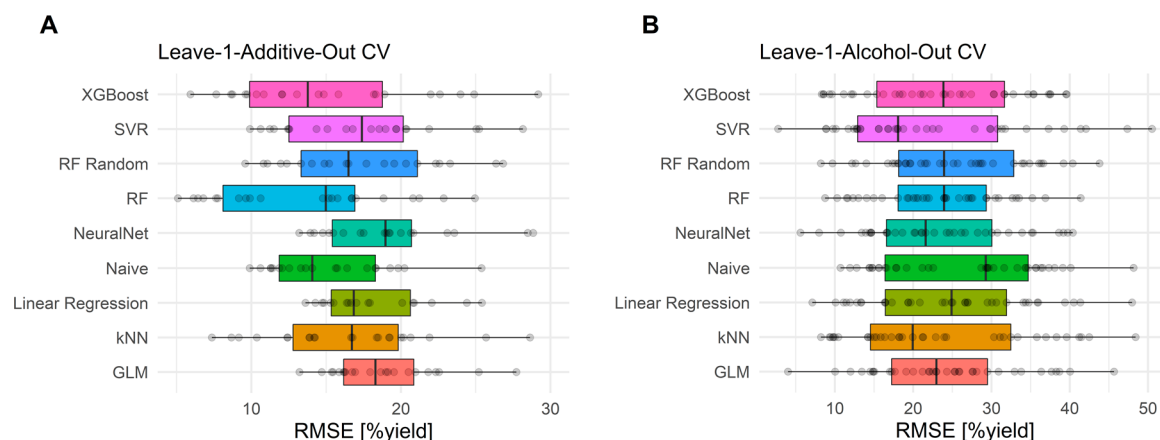 A
Leave-1-Additive-Out CV
XGBoost
SVR
RF Random
RF
NeuralNet
Naive
Linear Regression
kNN
GLM
10 20 30
RMSE [%yield]
B
Leave-1-Alcohol-Out CV
XGBoost
SVR
RF Random
RF
NeuralNet
Naive
Linear Regression
kNN
GLM
10 20 30 40 50
RMSE [%yield]